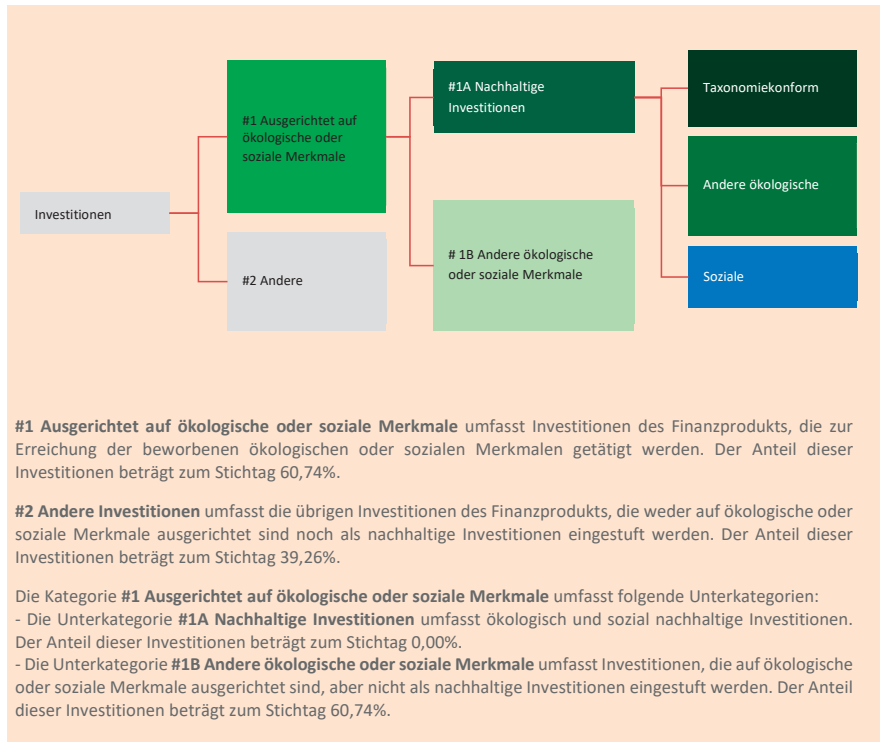 Investitionen
#1 Ausgerichtet auf
ökologische oder
soziale Merkmale
#2 Andere
#1A Nachhaltige
Investitionen
# 1B Andere ökologische
oder soziale Merkmale
Taxonomiekonform
Andere ökologische
Soziale
#1 Ausgerichtet auf ökologische oder soziale Merkmale umfasst Investitionen des Finanzprodukts, die zur
Erreichung der beworbenen ökologischen oder sozialen Merkmalen getätigt werden. Der Anteil dieser
Investitionen beträgt zum Stichtag 60,74%.
#2 Andere Investitionen umfasst die übrigen Investitionen des Finanzprodukts, die weder auf ökologische oder
soziale Merkmale ausgerichtet sind noch als nachhaltige Investitionen eingestuft werden. Der Anteil dieser
Investitionen beträgt zum Stichtag 39,26%.
Die Kategorie #1 Ausgerichtet auf ökologische oder soziale Merkmale umfasst folgende Unterkategorien:
- Die Unterkategorie #1A Nachhaltige Investitionen umfasst ökologisch und sozial nachhaltige Investitionen.
Der Anteil dieser Investitionen beträgt zum Stichtag 0,00%.
- Die Unterkategorie #1B Andere ökologische oder soziale Merkmale umfasst Investitionen, die auf ökologische
oder soziale Merkmale ausgerichtet sind, aber nicht als nachhaltige Investitionen eingestuft werden. Der Anteil
dieser Investitionen beträgt zum Stichtag 60,74%.